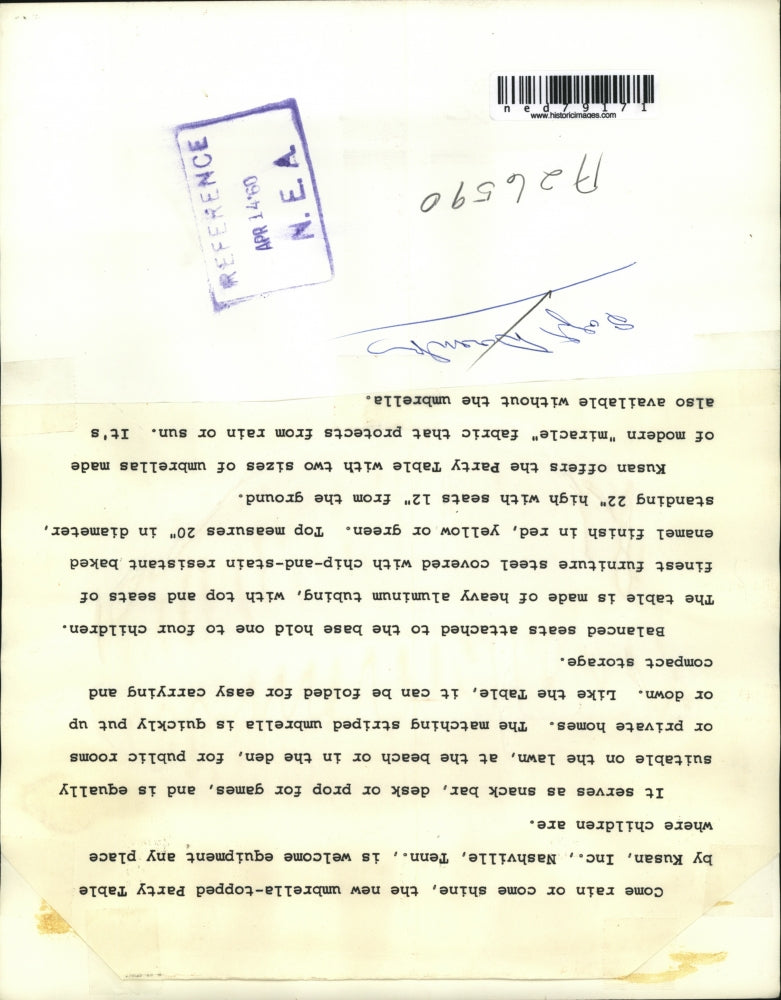 Come rain or come shine, the new umbrella-topped Party Table
by Kusan, Inc., Nashville, Tenn., is welcome equipment any place
where children are.
It serves as snack bar, desk or prop for games, and is equally
suitable on the lawn, at the beach or in the den, for public rooms
or private homes. The matching striped umbrella is quickly put up
or down. Like the Table, it can be folded for easy carrying and
compact storage.
Balanced seats attached to the base hold one to four children.
The table is made of heavy aluminum tubing, with top and seats of
finest furniture steel covered with chip-and-stain resistant baked
enamel finish in red, yellow or green. Top measures 20" in diameter,
standing 22" high with seats 12" from the ground.
Kusan offers the Party Table with two sizes of umbrellas made
of modern "miracle" fabric that protects from rain or sun. It's
also available without the umbrella.
A26590
REFERENCE
APR 14 '60
N.E.A.
ned79171
www.historicimages.com